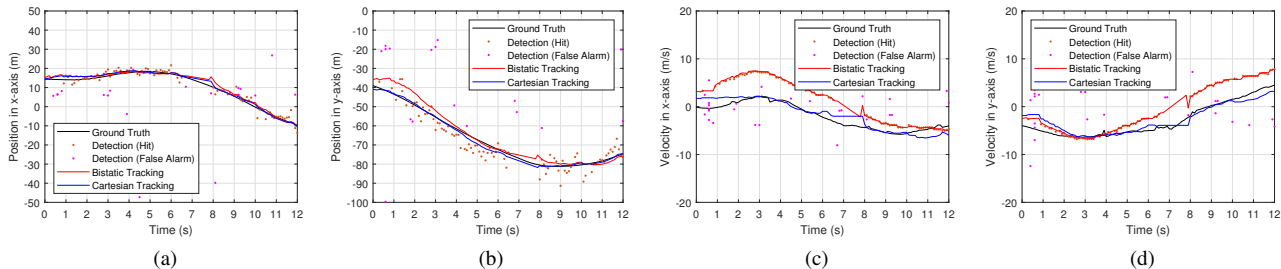 50
40
30
20
10
0
-10
-20
-30
-40
-50
0 1 2 3 4 5 6 7 8 9 10 11 12
Position in x-axis (m)
Time (s)
Ground Truth
Detection (Hit)
Detection (False Alarm)
Bistatic Tracking
Cartesian Tracking
(a)
0
-10
-20
-30
-40
-50
-60
-70
-80
-90
-100
0 1 2 3 4 5 6 7 8 9 10 11 12
Position in y-axis (m)
Time (s)
Ground Truth
Detection (Hit)
Detection (False Alarm)
Bistatic Tracking
Cartesian Tracking
(b)
20
10
0
-10
-20
0 1 2 3 4 5 6 7 8 9 10 11 12
Velocity in x-axis (m/s)
Time (s)
Ground Truth
Detection (Hit)
Detection (False Alarm)
Bistatic Tracking
Cartesian Tracking
(c)
20
10
0
-10
-20
0 1 2 3 4 5 6 7 8 9 10 11 12
Velocity in y-axis (m/s)
Time (s)
Ground Truth
Detection (Hit)
Detection (False Alarm)
Bistatic Tracking
Cartesian Tracking
(d)